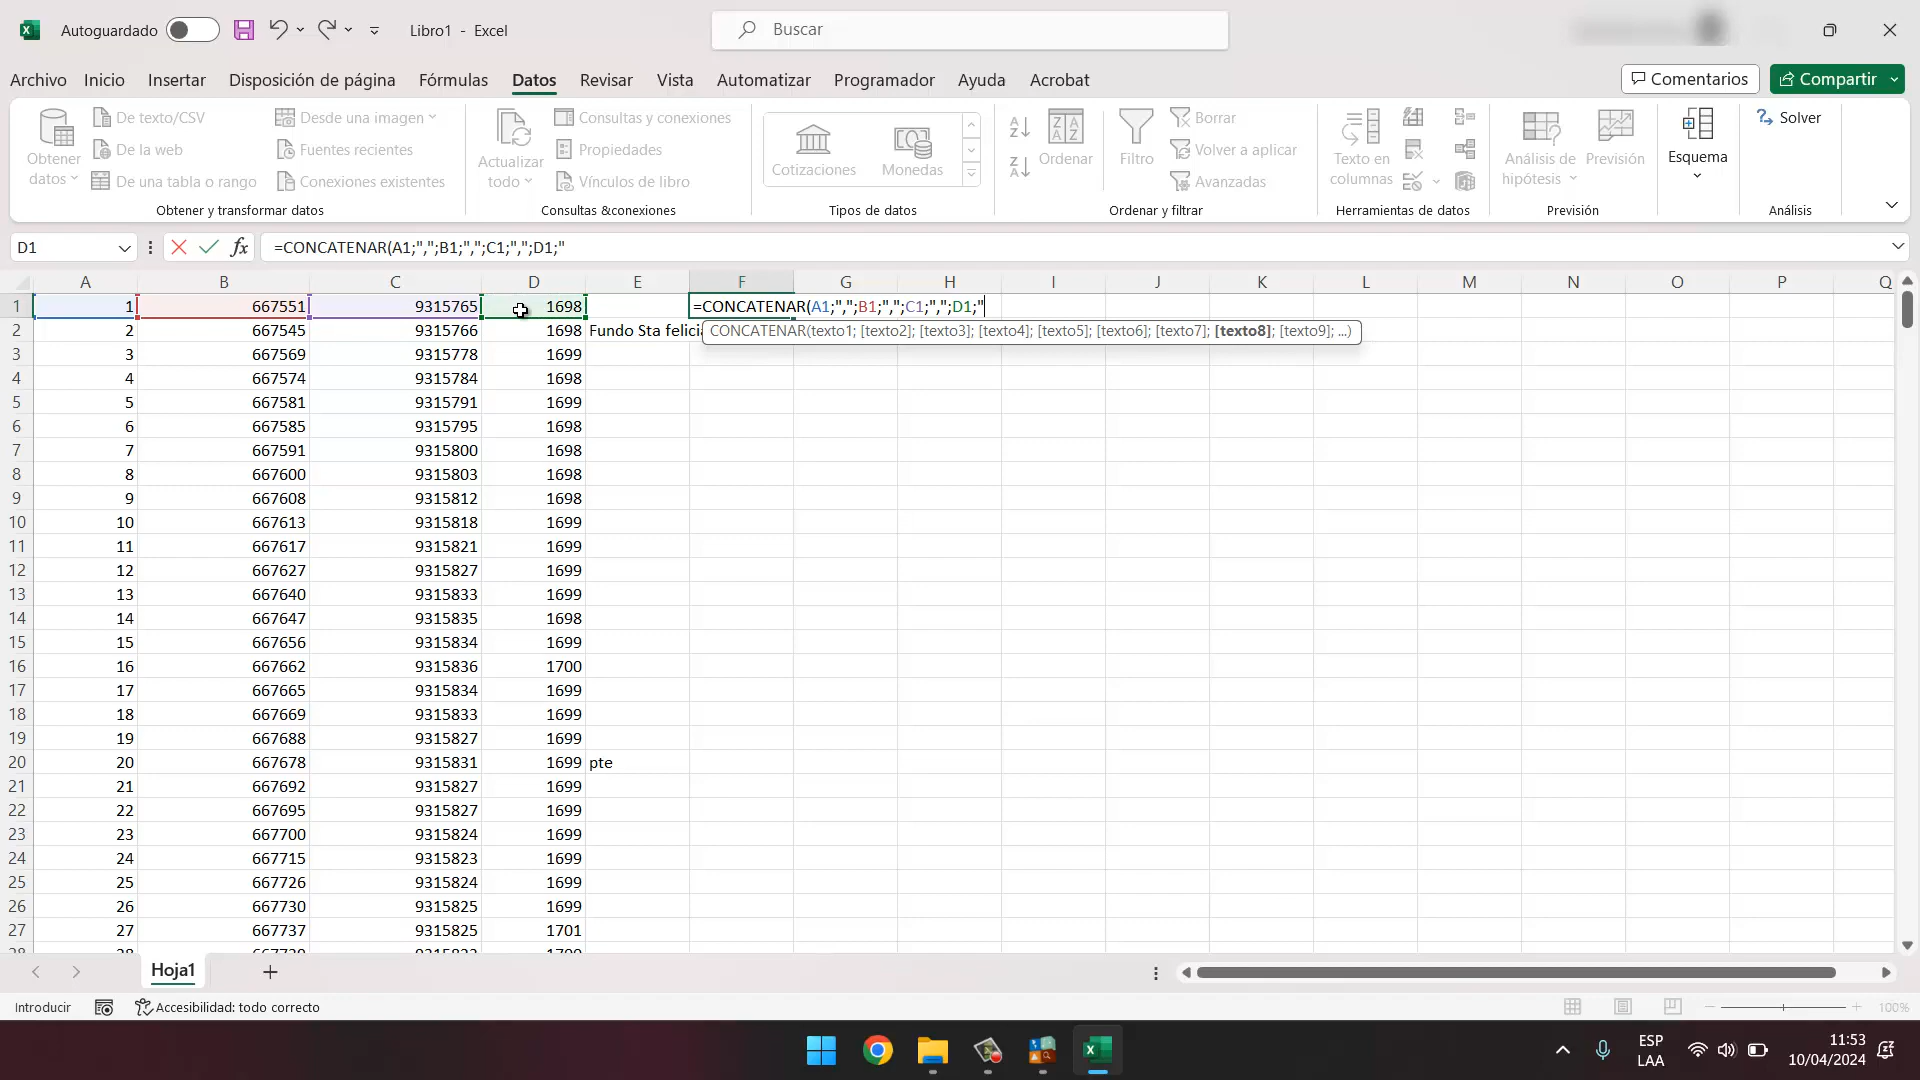 Autoguardado
Libro1 - Excel
Buscar
Archivo Inicio Insertar Disposición de página Fórmulas Datos Revisar Vista Automatizar Programador Ayuda Acrobat
Comentarios
Compartir
Obtener datos
De texto/CSV
De la web
De una tabla o rango
Desde una imagen
Fuentes recientes
Conexiones existentes
Obtener y transformar datos
Actualizar todo
Consultas y conexiones
Propiedades
Vínculos de libro
Consultas &conexiones
Cotizaciones
Monedas
Tipos de datos
Ordenar
Filtro
Borrar
Volver a aplicar
Avanzadas
Ordenar y filtrar
Texto en columnas
Herramientas de datos
Análisis de hipótesis
Previsión
Previsión
Esquema
Solver
Análisis
D1
fx
=CONCATENAR(A1;",";B1;",";C1;",";D1;"
A B C D E F G H I J K L M N O P Q
1 1 667551 9315765 1698 =CONCATENAR(A1;",";B1;",";C1;",";D1;"
2 2 667545 9315766 1698 Fundo Sta felici
CONCATENAR(texto1; [texto2]; [texto3]; [texto4]; [texto5]; [texto6]; [texto7]; [texto8]; [texto9]; ...)
3 3 667569 9315778 1699
4 4 667574 9315784 1698
5 5 667581 9315791 1699
6 6 667585 9315795 1698
7 7 667591 9315800 1698
8 8 667600 9315803 1698
9 9 667608 9315812 1698
10 10 667613 9315818 1699
11 11 667617 9315821 1699
12 12 667627 9315827 1699
13 13 667640 9315833 1699
14 14 667647 9315835 1698
15 15 667656 9315834 1699
16 16 667662 9315836 1700
17 17 667665 9315834 1699
18 18 667669 9315833 1699
19 19 667688 9315827 1699
20 20 667678 9315831 1699 pte
21 21 667692 9315827 1699
22 22 667695 9315827 1699
23 23 667700 9315824 1699
24 24 667715 9315823 1699
25 25 667726 9315824 1699
26 26 667730 9315825 1699
27 27 667737 9315825 1701
Hoja1
Introducir
Accesibilidad: todo correcto
100%
ESP
LAA
11:53
10/04/2024